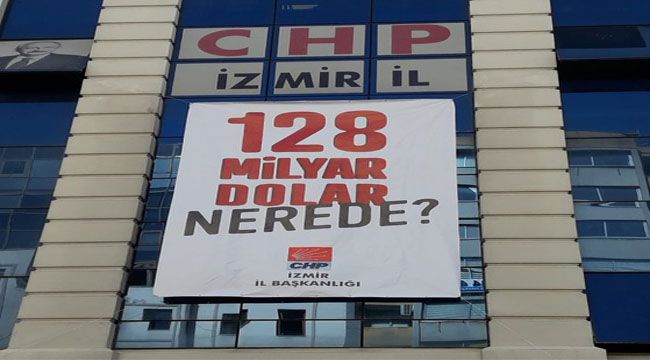 CHP
İZMİR İL
128
MİLYAR
DOLAR
NEREDE?
CHP
İZMİR
İL BAŞKANLIĞI